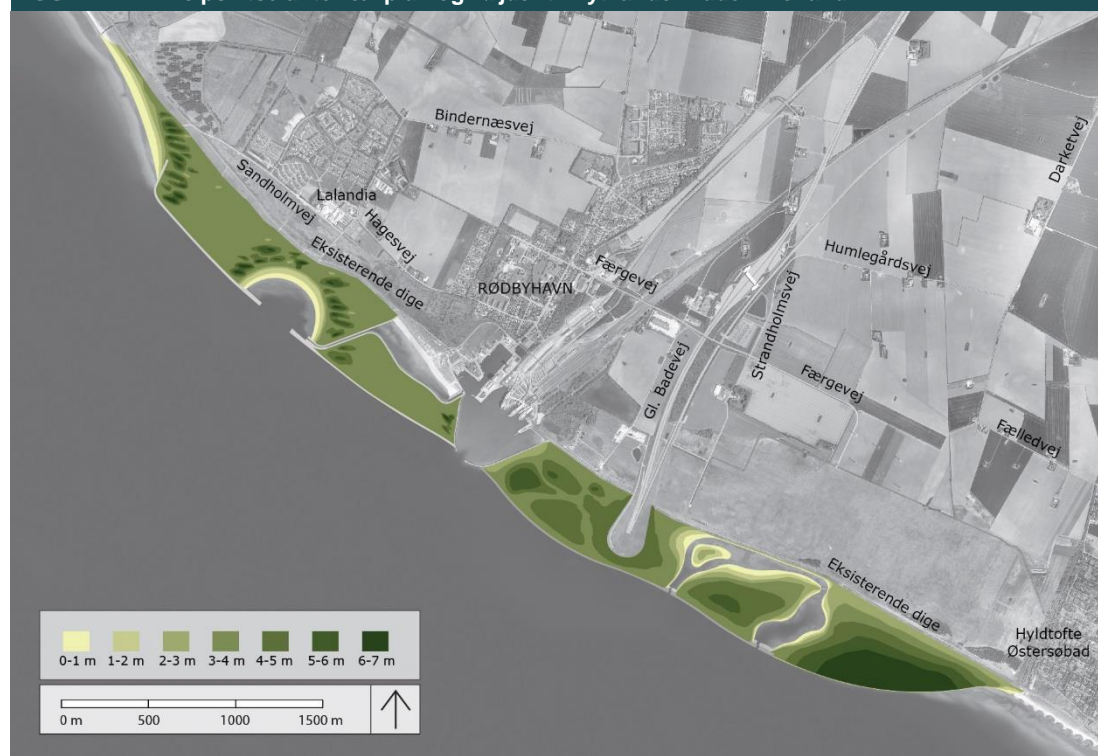 Bindernæsvej
Darketvej
Sandholmvej
Lalandia
Hagesvej
Eksisterende dige
Humlegårdsvej
Færgevej
RØDBYHAVN
Strandholmsvej
Gl. Badevej
Færgevej
Fælledvej
Eksisterende dige
Hyldtofte
Østersøbad
0-1 m 1-2 m 2-3 m 3-4 m 4-5 m 5-6 m 6-7 m
0 m 500 1000 1500 m